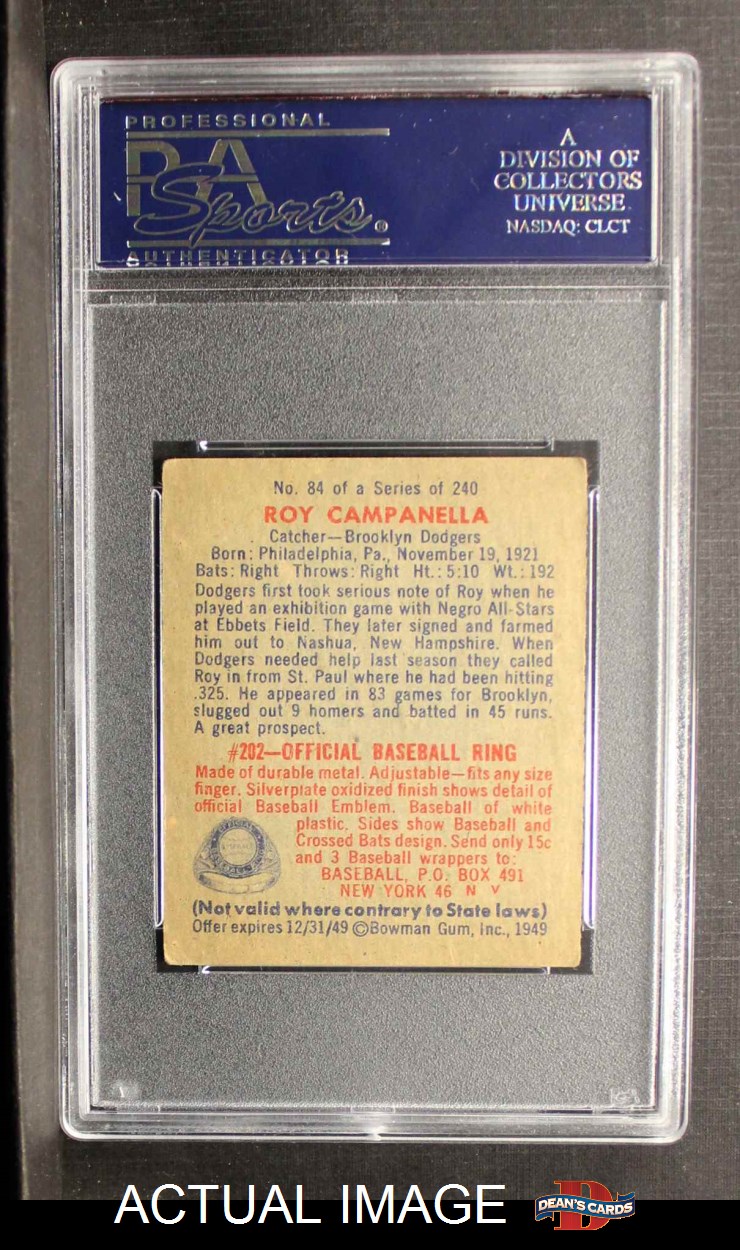 PROFESSIONAL
PSA
Sports®
AUTHENTICATOR
A
DIVISION OF
COLLECTORS
UNIVERSE
NASDAQ: CLCT
No. 84 of a Series of 240
ROY CAMPANELLA
Catcher—Brooklyn Dodgers
Born: Philadelphia, Pa., November 19, 1921
Bats: Right Throws: Right Ht.: 5:10 Wt.: 192
Dodgers first took serious note of Roy when he
played an exhibition game with Negro All-Stars
at Ebbets Field. They later signed and farmed
him out to Nashua, New Hampshire. When
Dodgers needed help last season they called
Roy in from St. Paul where he had been hitting
.325. He appeared in 83 games for Brooklyn,
slugged out 9 homers and batted in 45 runs.
A great prospect.
#202—OFFICIAL BASEBALL RING
Made of durable metal. Adjustable—fits any size
finger. Silverplate oxidized finish shows detail of
official Baseball Emblem. Baseball of white
plastic. Sides show Baseball and
Crossed Bats design. Send only 15c
and 3 Baseball wrappers to:
BASEBALL, P.O. BOX 491
NEW YORK 46 N Y
(Not valid where contrary to State laws)
Offer expires 12/31/49 ©Bowman Gum, Inc., 1949
ACTUAL IMAGE
DEAN'S CARDS